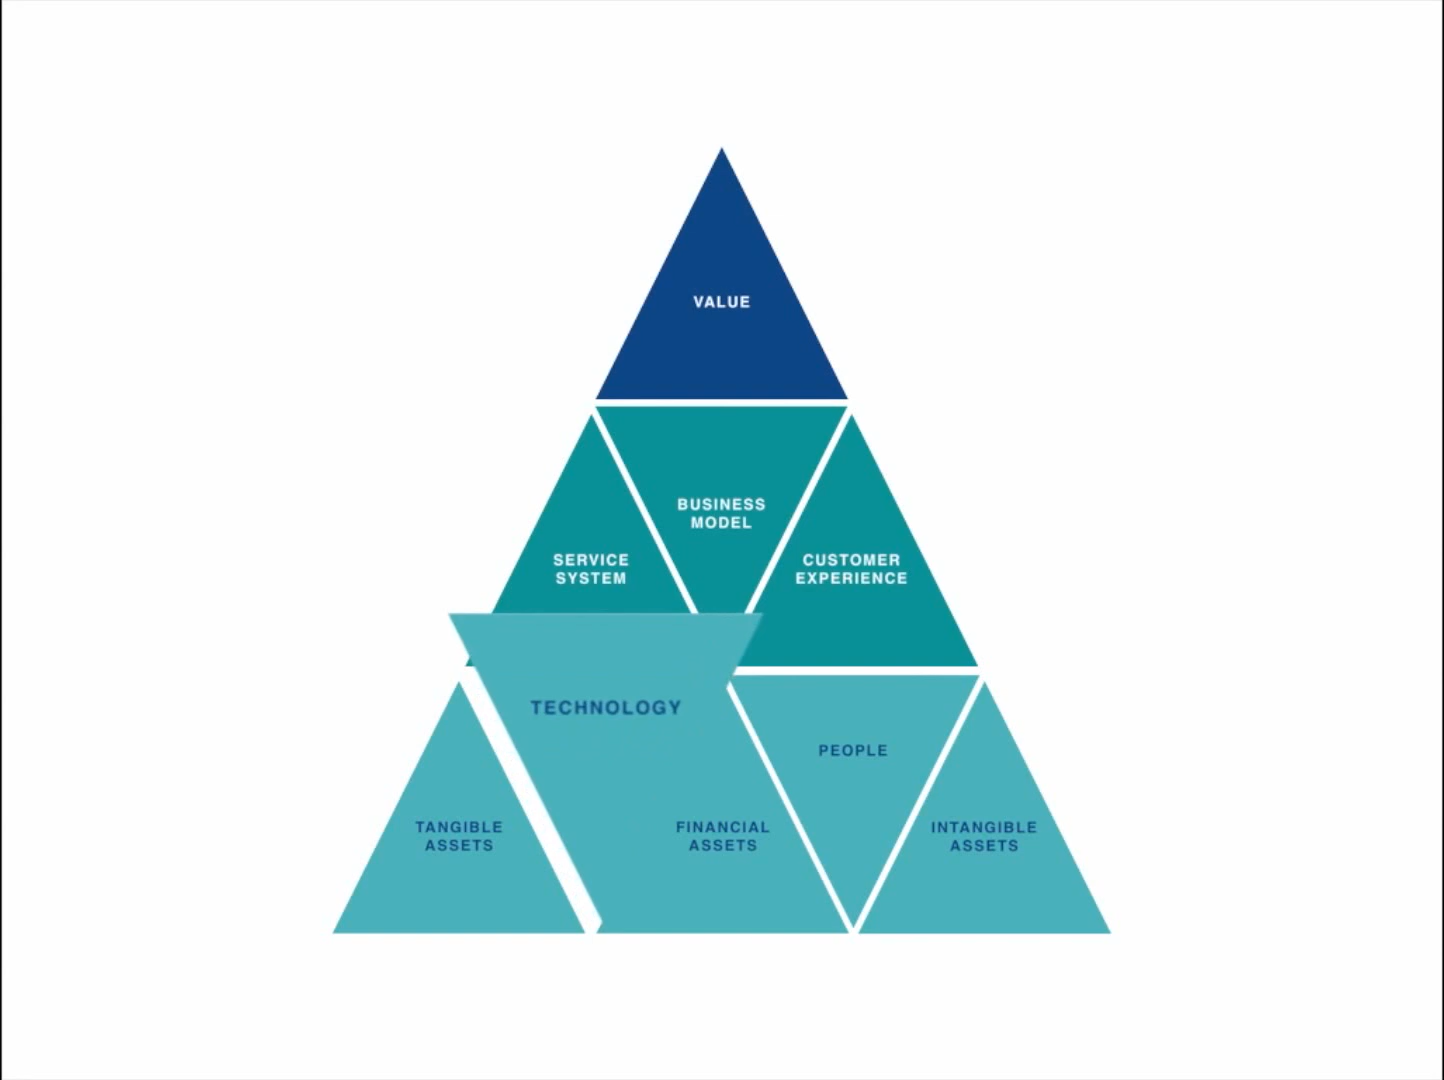 VALUE
BUSINESS
MODEL
SERVICE
SYSTEM
CUSTOMER
EXPERIENCE
TECHNOLOGY
PEOPLE
TANGIBLE
ASSETS
FINANCIAL
ASSETS
INTANGIBLE
ASSETS